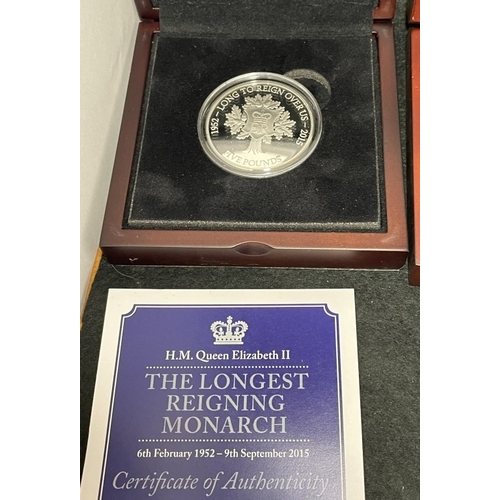 1952 – LONG TO REIGN OVER US – 2015
FIVE POUNDS
H.M. Queen Elizabeth II
THE LONGEST
REIGNING
MONARCH
6th February 1952 – 9th September 2015
Certificate of Authenticity